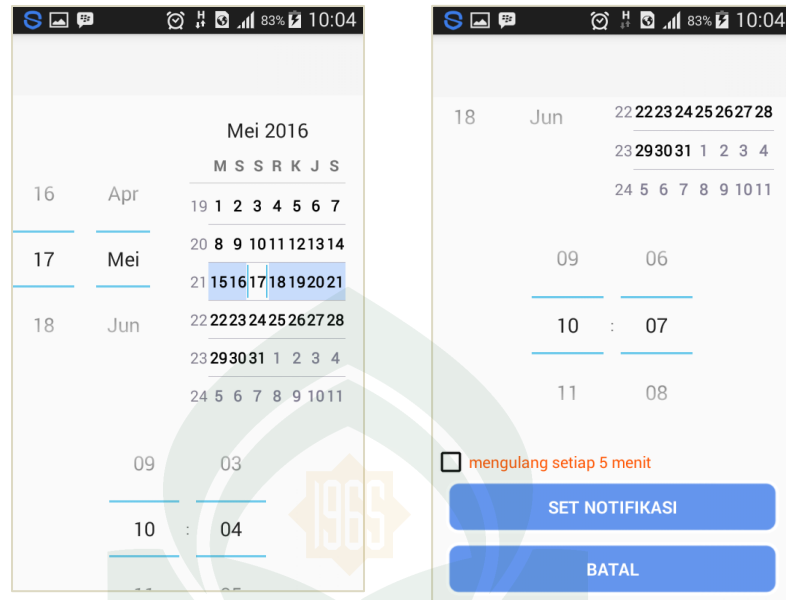 83% 10:04
Mei 2016
M S S R K J S
16 Apr
19 1 2 3 4 5 6 7
20 8 9 10 11 12 13 14
17 Mei
21 15 16 17 18 19 20 21
18 Jun
22 22 23 24 25 26 27 28
23 29 30 31 1 2 3 4
24 5 6 7 8 9 10 11
09 03
10 : 04
11 05
1965
83% 10:04
18 Jun
22 22 23 24 25 26 27 28
23 29 30 31 1 2 3 4
24 5 6 7 8 9 10 11
09 06
10 : 07
11 08
mengulang setiap 5 menit
SET NOTIFIKASI
BATAL